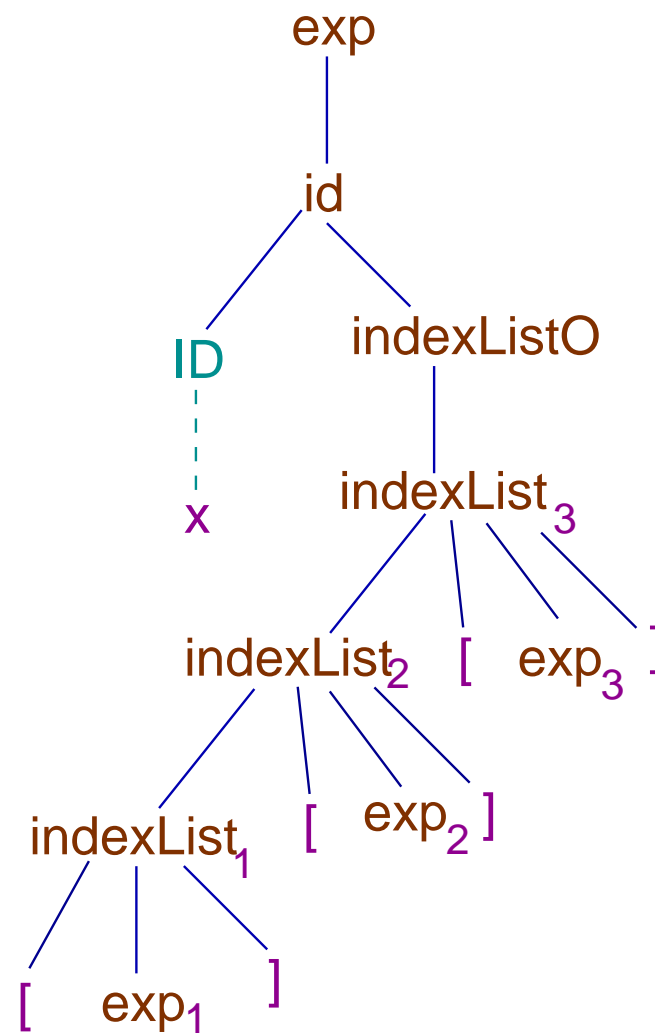 exp
id
ID indexListO
x indexList3
indexList2 [ exp3 ]
indexList1 [ exp2 ]
[ exp1 ]